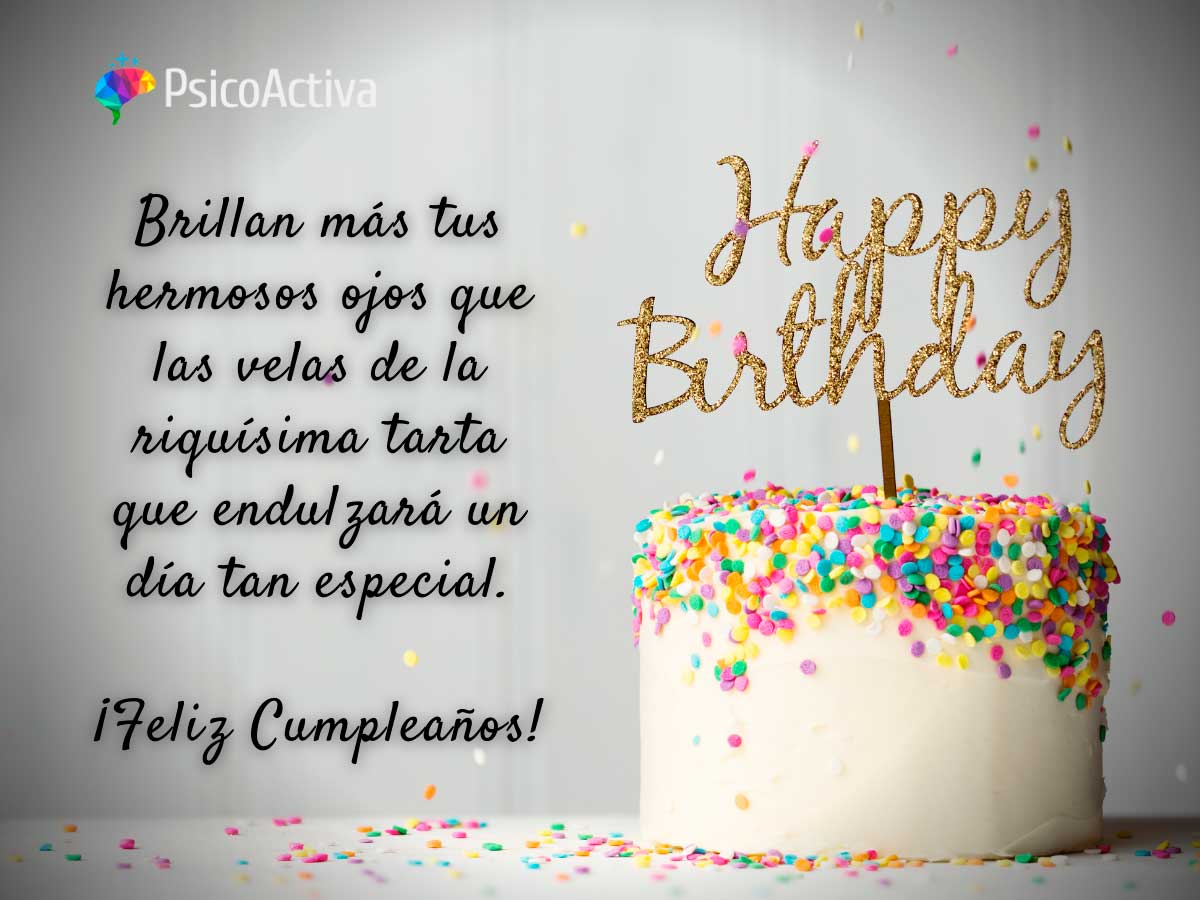 PsicoActiva
Brillan más tus
hermosos ojos que
las velas de la
riquísima tarta
que endulzará un
día tan especial.
¡Feliz Cumpleaños!
Happy
Birthday